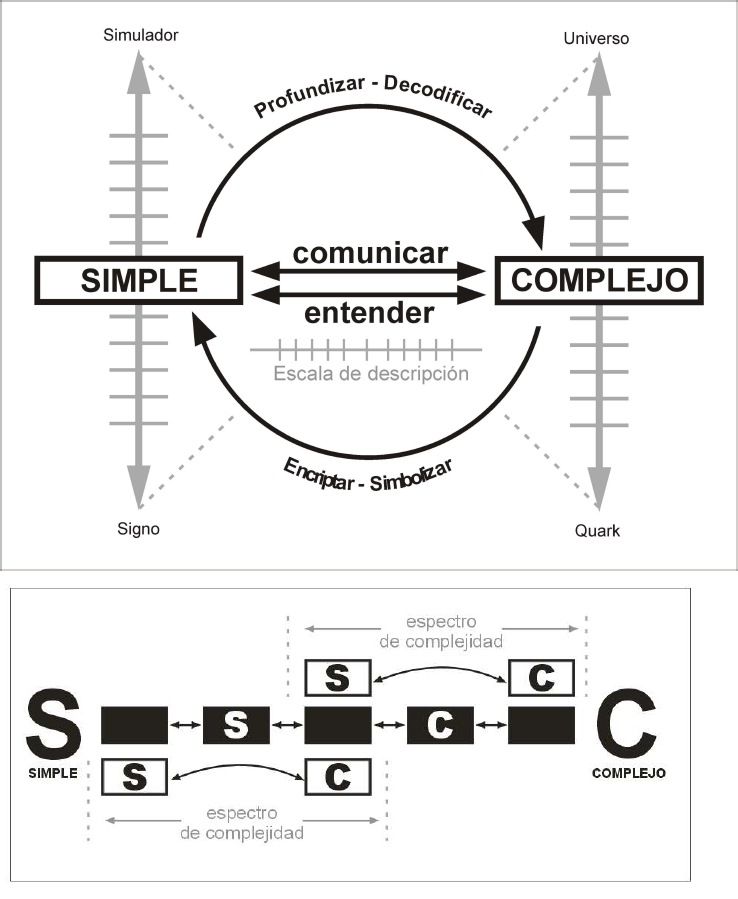 Simulador
Universo
Profundizar - Decodificar
comunicar
SIMPLE
COMPLEJO
entender
Escala de descripción
Encriptar - Simbolizar
Signo
Quark
espectro
de complejidad
S
C
S
S
C
C
SIMPLE
COMPLEJO
S
C
espectro
de complejidad